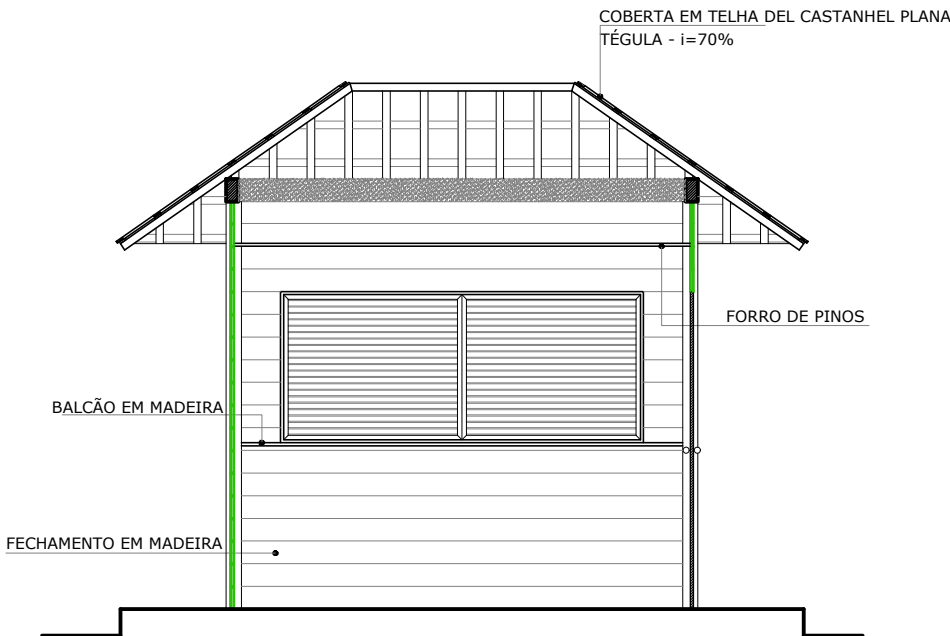 COBERTA EM TELHA DEL CASTANHEL PLANA
TÉGULA - i=70%
FORRO DE PINOS
BALCÃO EM MADEIRA
FECHAMENTO EM MADEIRA